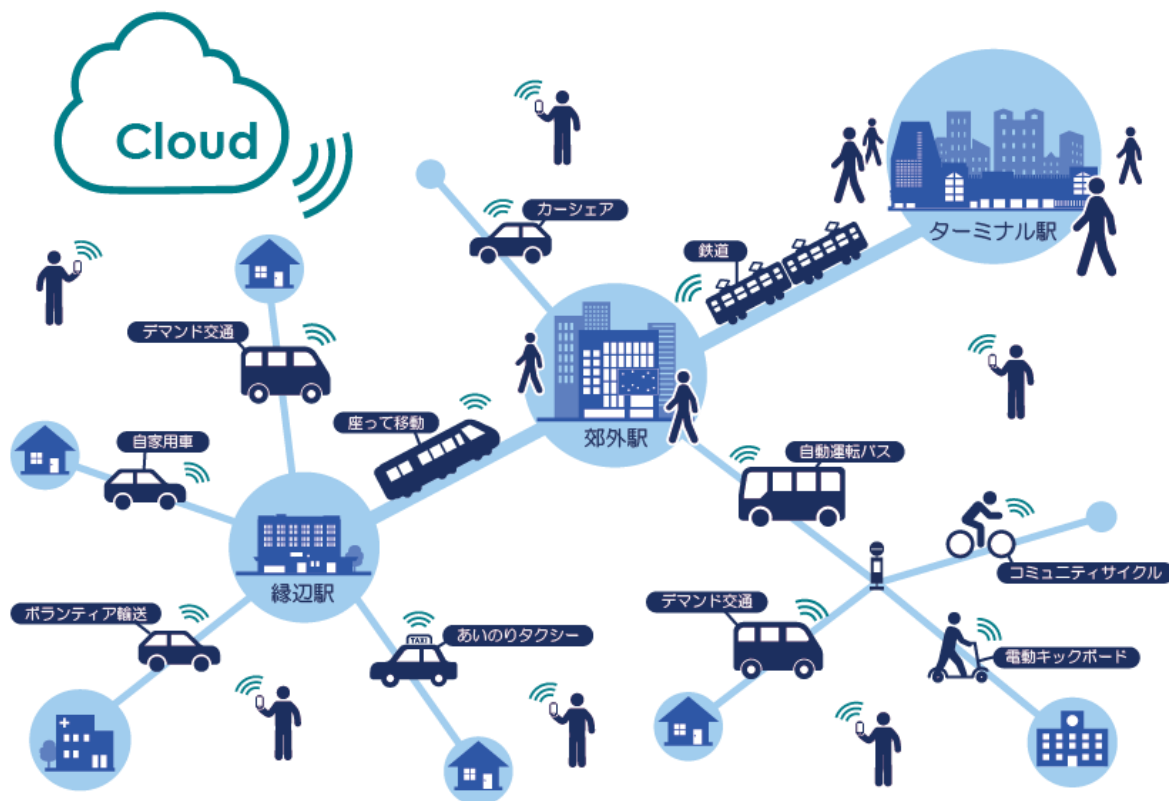 Cloud
カーシェア
ターミナル駅
鉄道
デマンド交通
座って移動
郊外駅
自家用車
自動運転バス
縁辺駅
コミュニティサイクル
ボランティア輸送
デマンド交通
TAXI
あいのりタクシー
電動キックボード